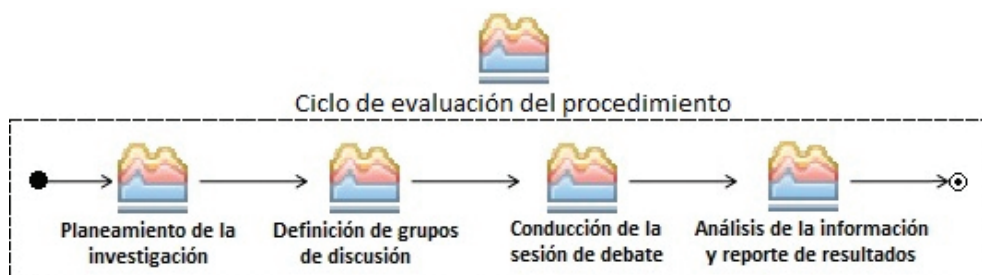 Ciclo de evaluación del procedimiento
Planeamiento de la
investigación
Definición de grupos
de discusión
Conducción de la
sesión de debate
Análisis de la información
y reporte de resultados